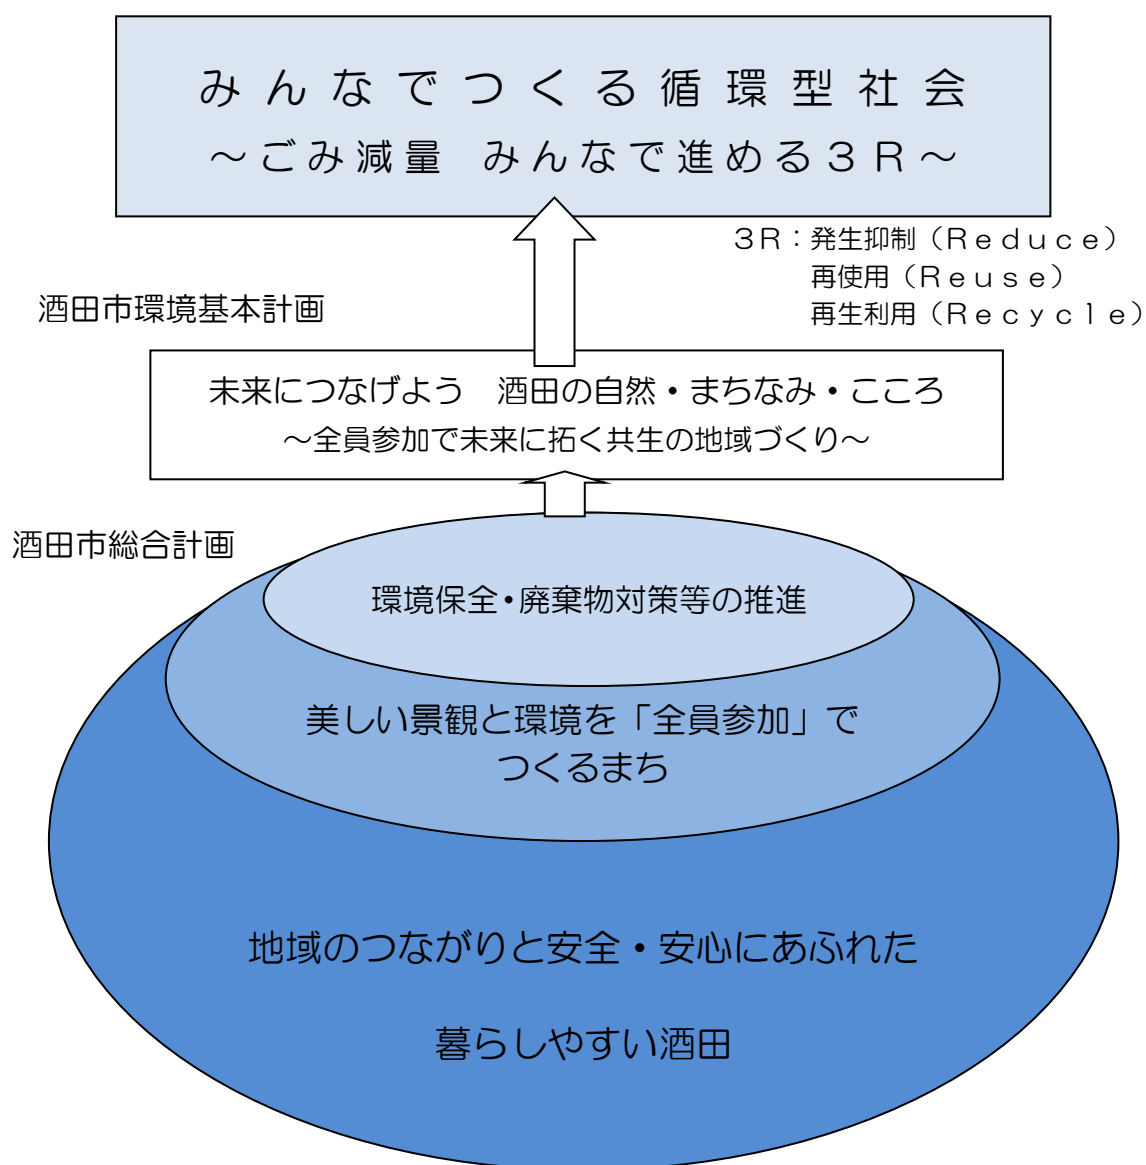 みんなでつくる循環型社会
～ごみ減量　みんなで進める３Ｒ～
３Ｒ：発生抑制（Ｒｅｄｕｃｅ）
再使用（Ｒｅｕｓｅ）
再生利用（Ｒｅｃｙｃｌｅ）
酒田市環境基本計画
未来につなげよう　酒田の自然・まちなみ・こころ
～全員参加で未来に拓く共生の地域づくり～
酒田市総合計画
環境保全・廃棄物対策等の推進
美しい景観と環境を「全員参加」で
つくるまち
地域のつながりと安全・安心にあふれた
暮らしやすい酒田